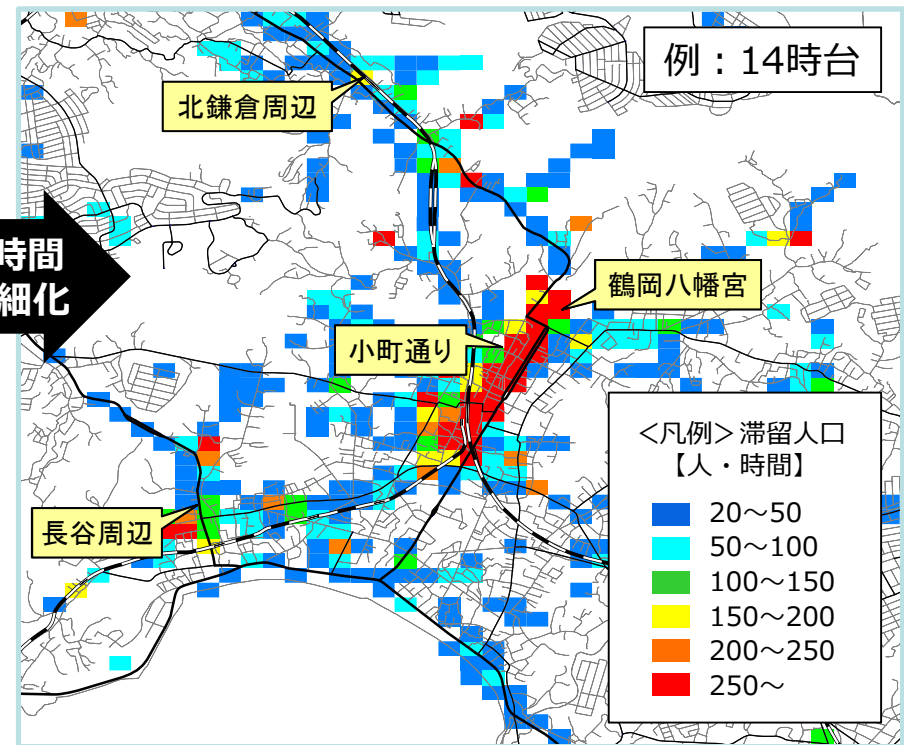 例：14時台
北鎌倉周辺
時間
細化
鶴岡八幡宮
小町通り
長谷周辺
＜凡例＞滞留人口
【人・時間】
20～50
50～100
100～150
150～200
200～250
250～